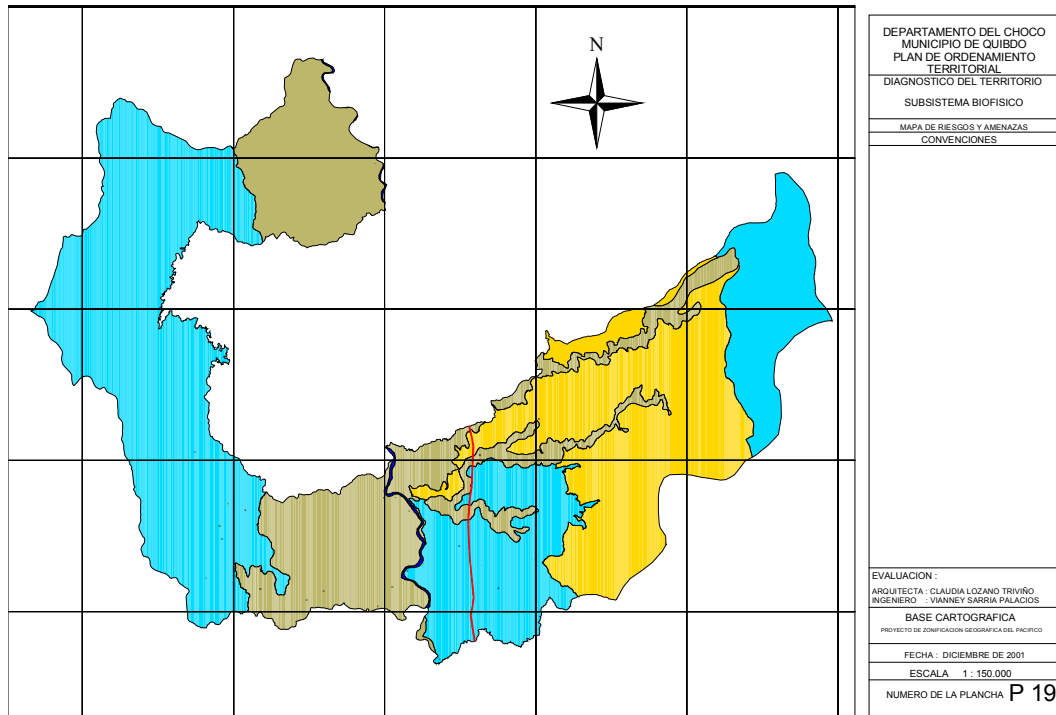 N
DEPARTAMENTO DEL CHOCO
MUNICIPIO DE QUIBDO
PLAN DE ORDENAMIENTO
TERRITORIAL
DIAGNOSTICO DEL TERRITORIO
SUBSISTEMA BIOFISICO
MAPA DE RIESGOS Y AMENAZAS
CONVENCIONES
EVALUACION :
ARQUITECTA : CLAUDIA LOZANO TRIVIÑO
INGENIERO : VIANNEY SARRIA PALACIOS
BASE CARTOGRAFICA
PROYECTO DE ZONIFICACION GEOGRAFICA DEL PACIFICO
FECHA : DICIEMBRE DE 2001
ESCALA 1 : 150.000
NUMERO DE LA PLANCHA P 19